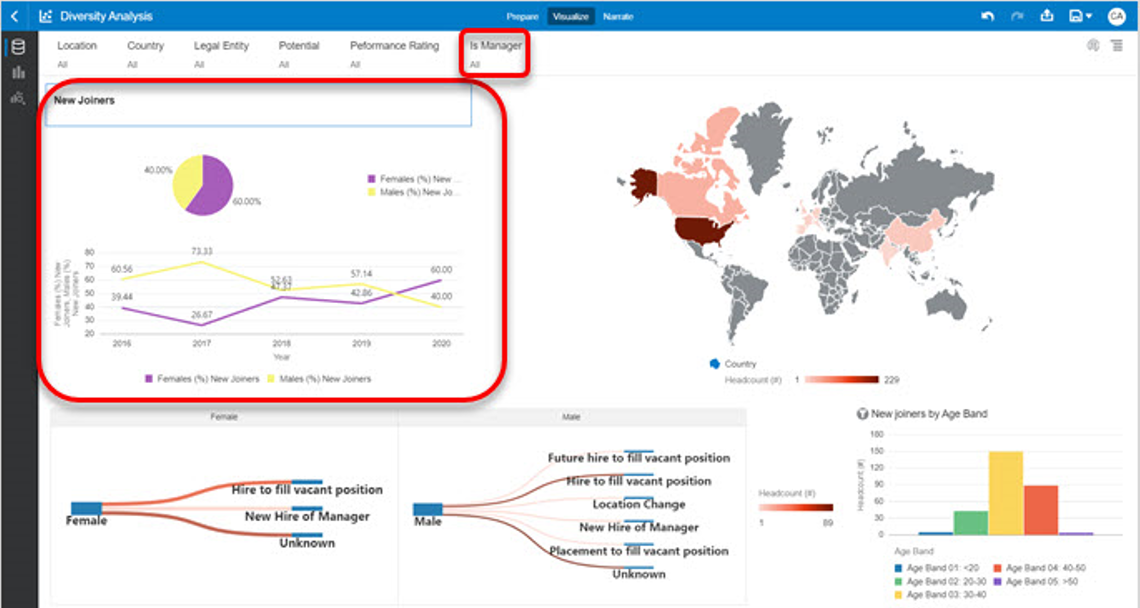 Diversity Analysis
Prepare Visualize Narrate
CA
Location Country Legal Entity Potential Peformance Rating Is Manager
All All All All All All
New Joiners
40.00%
60.00%
Females (%) New ...
Males (%) New Jo...
Females (%) New
Joiners, Males (%)
New Joiners
80
70
60
50
40
30
20
60.56 73.33 52.63 57.14 60.00
39.44 26.67 47.37 42.86 40.00
2016 2017 2018 2019 2020
Year
Females (%) New Joiners Males (%) New Joiners
Country
Headcount (#) 1 229
Female Male
Female
Hire to fill vacant position
New Hire of Manager
Unknown
Male
Future hire to fill vacant position
Hire to fill vacant position
Location Change
New Hire of Manager
Placement to fill vacant position
Unknown
Headcount (#)
1 89
New joiners by Age Band
Headcount (#)
180
150
120
90
60
30
0
Age Band
Age Band 01: <20 Age Band 04: 40-50
Age Band 02: 20-30 Age Band 05: >50
Age Band 03: 30-40